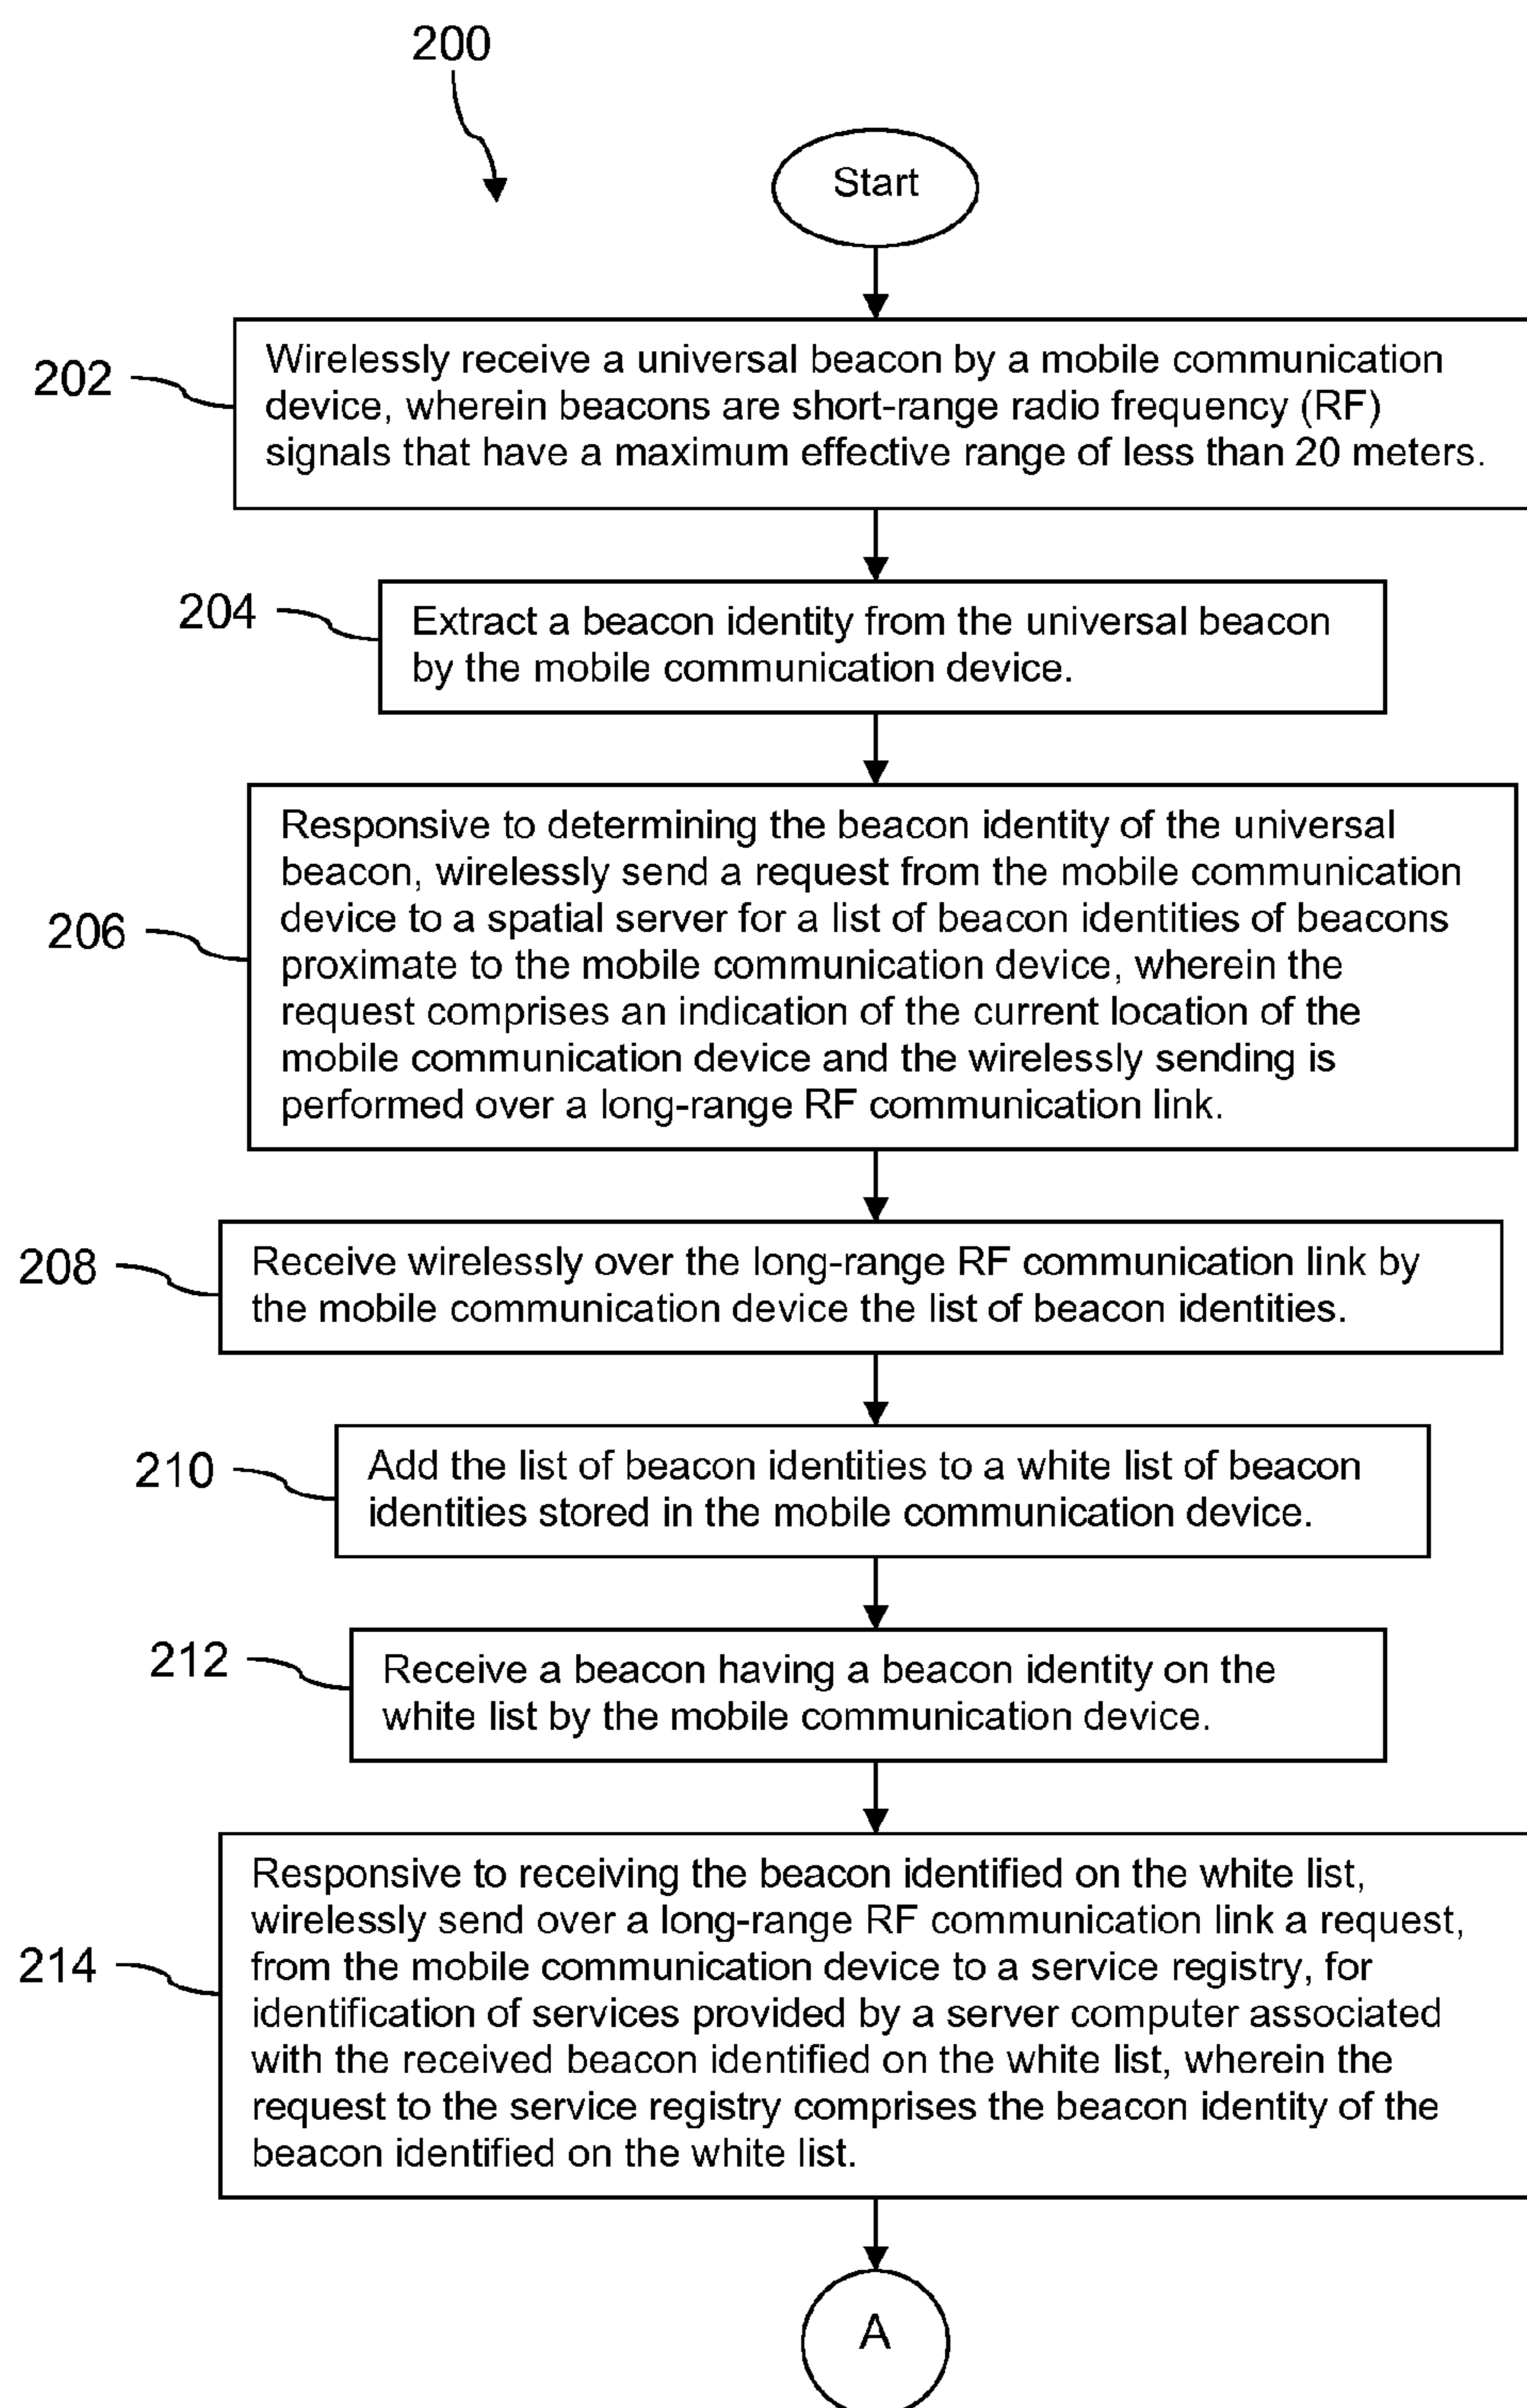 200
Start
202
Wirelessly receive a universal beacon by a mobile communication
device, wherein beacons are short-range radio frequency (RF)
signals that have a maximum effective range of less than 20 meters.
204
Extract a beacon identity from the universal beacon
by the mobile communication device.
206
Responsive to determining the beacon identity of the universal
beacon, wirelessly send a request from the mobile communication
device to a spatial server for a list of beacon identities of beacons
proximate to the mobile communication device, wherein the
request comprises an indication of the current location of the
mobile communication device and the wirelessly sending is
performed over a long-range RF communication link.
208
Receive wirelessly over the long-range RF communication link by
the mobile communication device the list of beacon identities.
210
Add the list of beacon identities to a white list of beacon
identities stored in the mobile communication device.
212
Receive a beacon having a beacon identity on the
white list by the mobile communication device.
214
Responsive to receiving the beacon identified on the white list,
wirelessly send over a long-range RF communication link a request,
from the mobile communication device to a service registry, for
identification of services provided by a server computer associated
with the received beacon identified on the white list, wherein the
request to the service registry comprises the beacon identity of the
beacon identified on the white list.
A